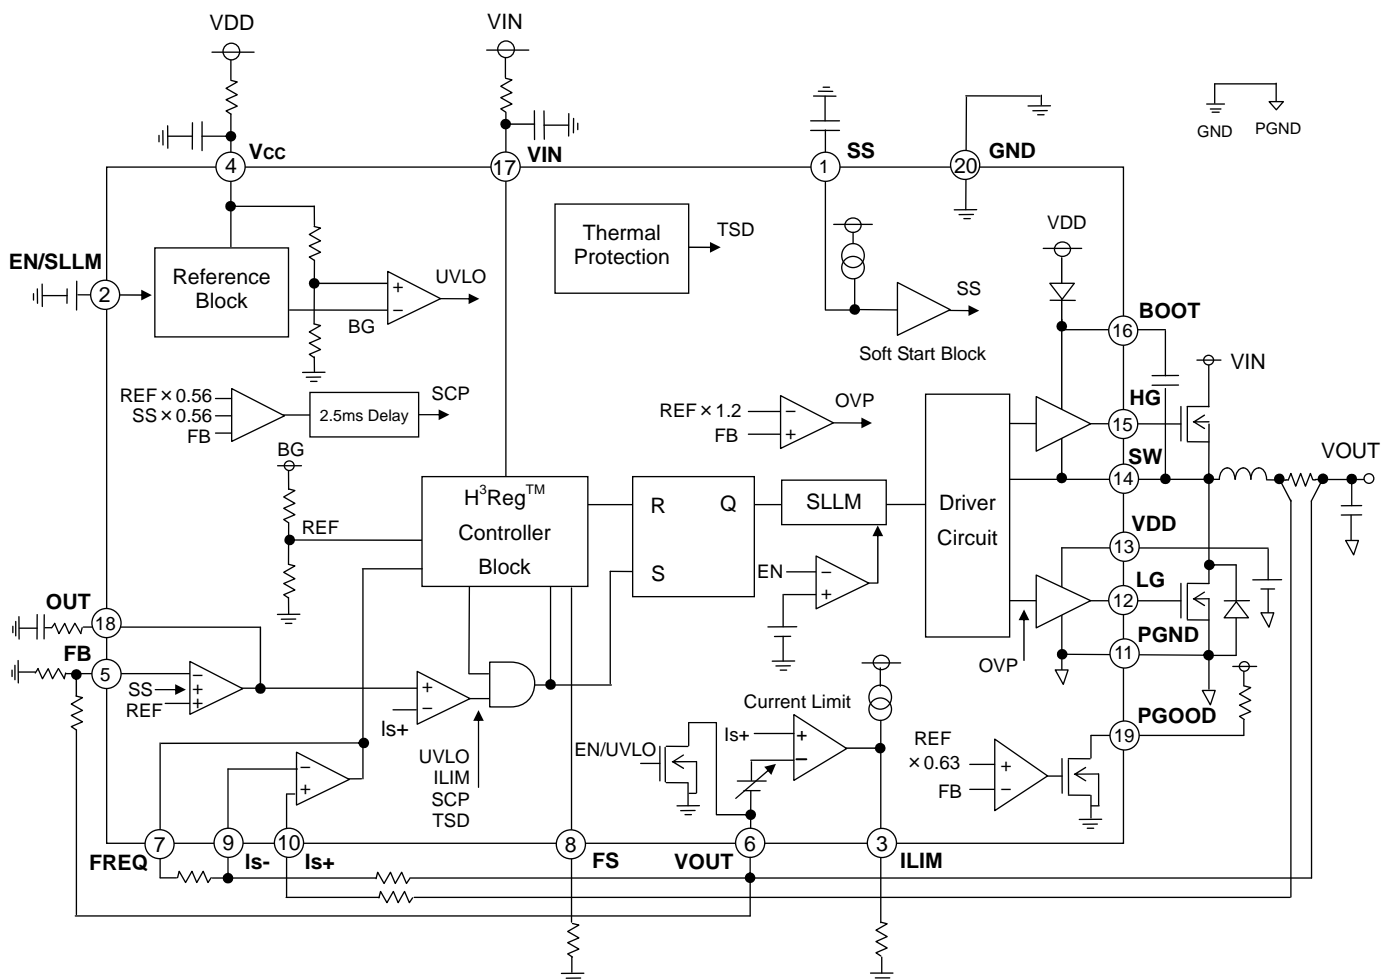 VDD
VIN
GND
PGND
Vcc
4
17
VIN
1
SS
20
GND
EN/SLLM
2
Reference
Block
UVLO
+
−
BG
Thermal
Protection
TSD
SS
Soft Start Block
VDD
BOOT
16
VIN
REF×0.56
SS×0.56
FB
2.5ms Delay
SCP
REF×1.2
FB
−
+
OVP
HG
15
SW
14
VOUT
BG
REF
H³Reg™
Controller
Block
R
Q
S
SLLM
EN
−
+
Driver
Circuit
VDD
13
LG
12
PGND
11
OVP
OUT
18
FB
5
SS
REF
−
+
+
+
−
Is+
UVLO
ILIM
SCP
TSD
−
+
EN/UVLO
Current Limit
Is+
+
−
REF
×0.63
FB
+
−
PGOOD
19
7
FREQ
9
Is-
10
Is+
8
FS
6
VOUT
3
ILIM